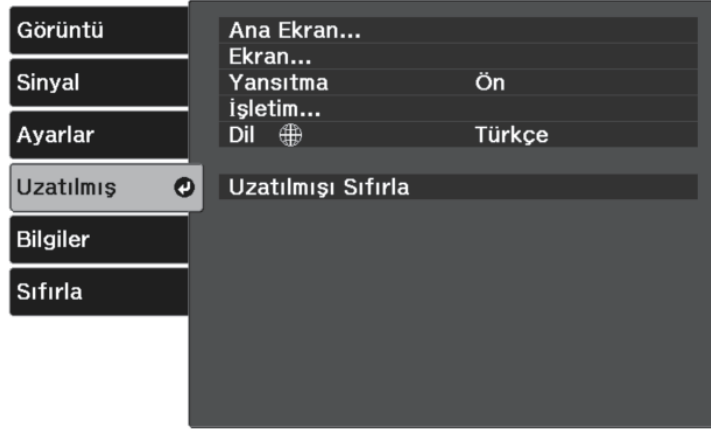 Görüntü
Sinyal
Ayarlar
Uzatılmış
Bilgiler
Sıfırla
Ana Ekran...
Ekran...
Yansıtma Ön
İşletim...
Dil Türkçe
Uzatılmışı Sıfırla